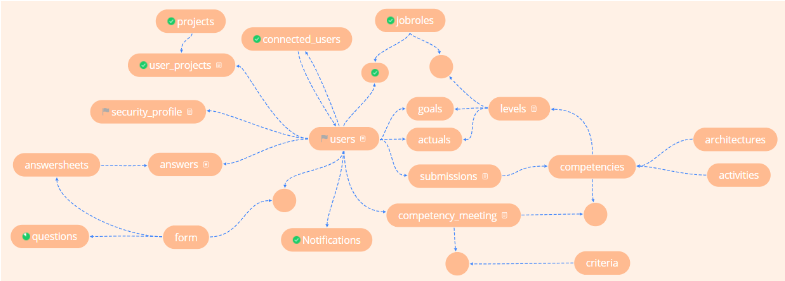 projects
jobroles
connected_users
user_projects
security_profile
goals
levels
users
actuals
architectures
answersheets
answers
submissions
competencies
activities
competency_meeting
questions
form
Notifications
criteria